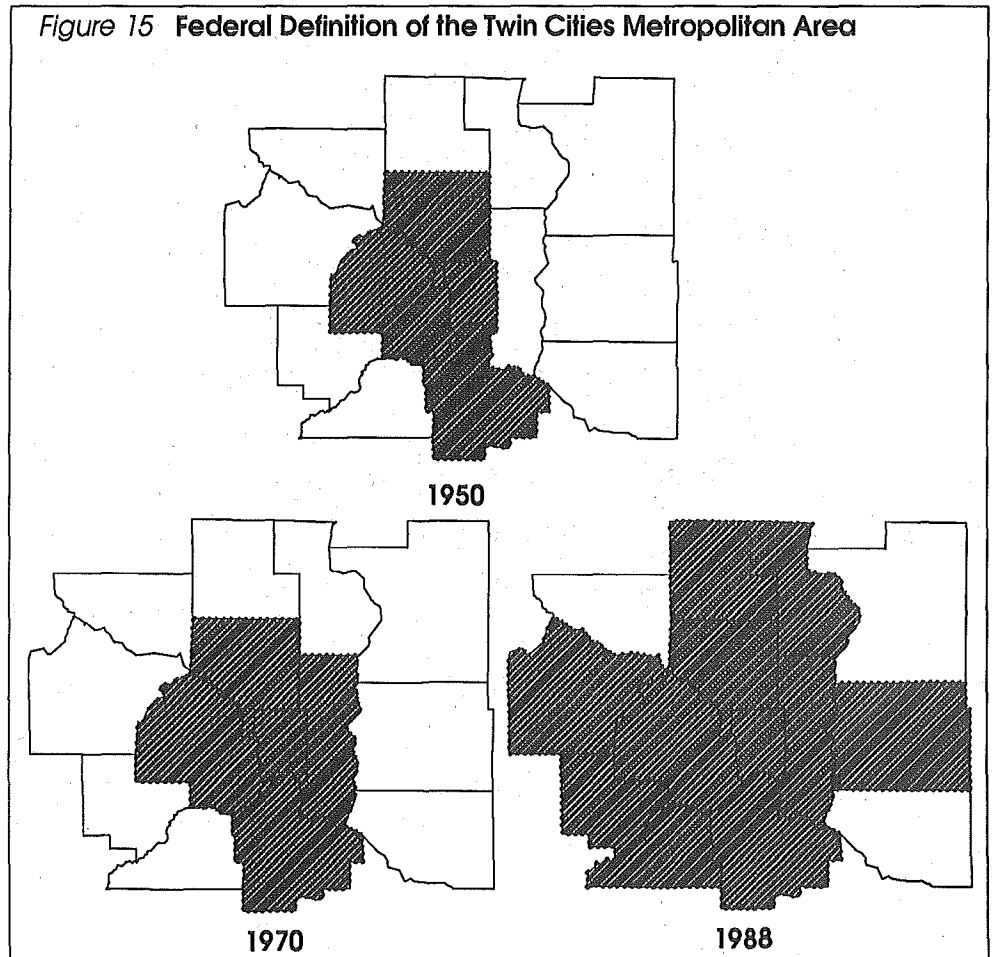 Figure 15 Federal Definition of the Twin Cities Metropolitan Area
1950
1970
1988